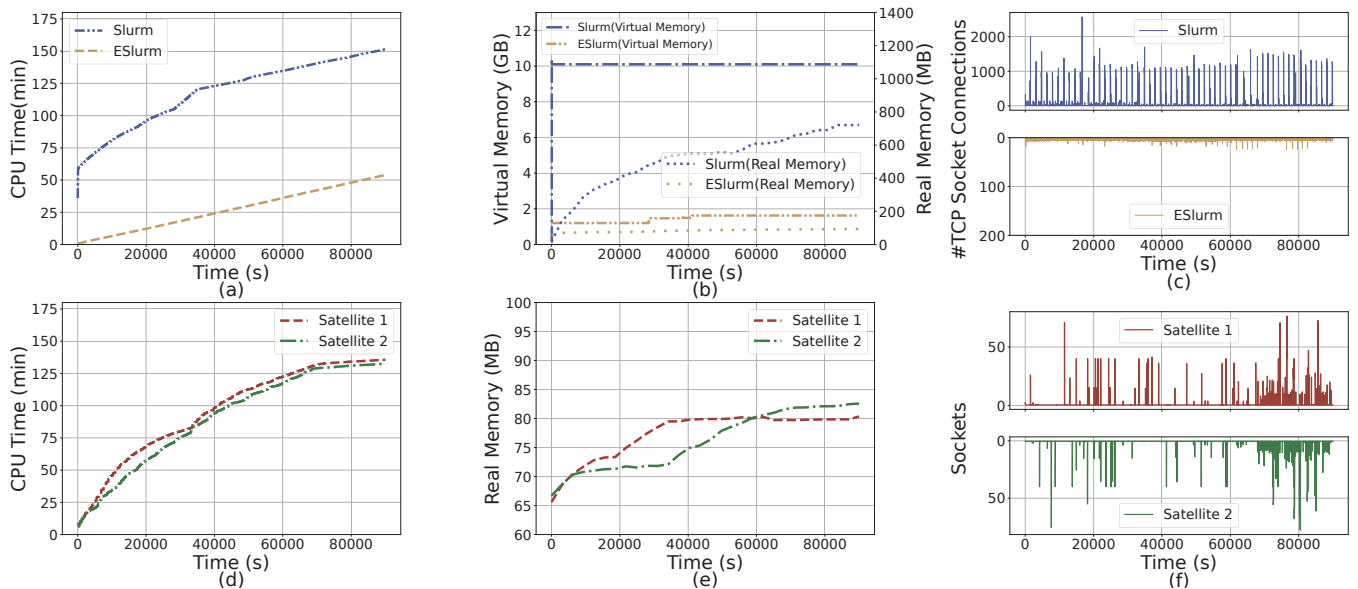 175
150
125
100
75
50
25
0
CPU Time(min)
Slurm
ESlurm
0 20000 40000 60000 80000
Time (s)
(a)
12
10
8
6
4
2
0
Virtual Memory (GB)
Slurm(Virtual Memory)
ESlurm(Virtual Memory)
Slurm(Real Memory)
ESlurm(Real Memory)
1400
1200
1000
800
600
400
200
0
Real Memory (MB)
0 20000 40000 60000 80000
Time (s)
(b)
2000
1000
0
Slurm
0
100
200
#TCP Socket Connections
ESlurm
0 20000 40000 60000 80000
Time (s)
(c)
175
150
125
100
75
50
25
0
CPU Time (min)
Satellite 1
Satellite 2
0 20000 40000 60000 80000
Time (s)
(d)
100
95
90
85
80
75
70
65
60
Real Memory (MB)
Satellite 1
Satellite 2
0 20000 40000 60000 80000
Time (s)
(e)
50
0
Satellite 1
0
50
Sockets
Satellite 2
0 20000 40000 60000 80000
Time (s)
(f)